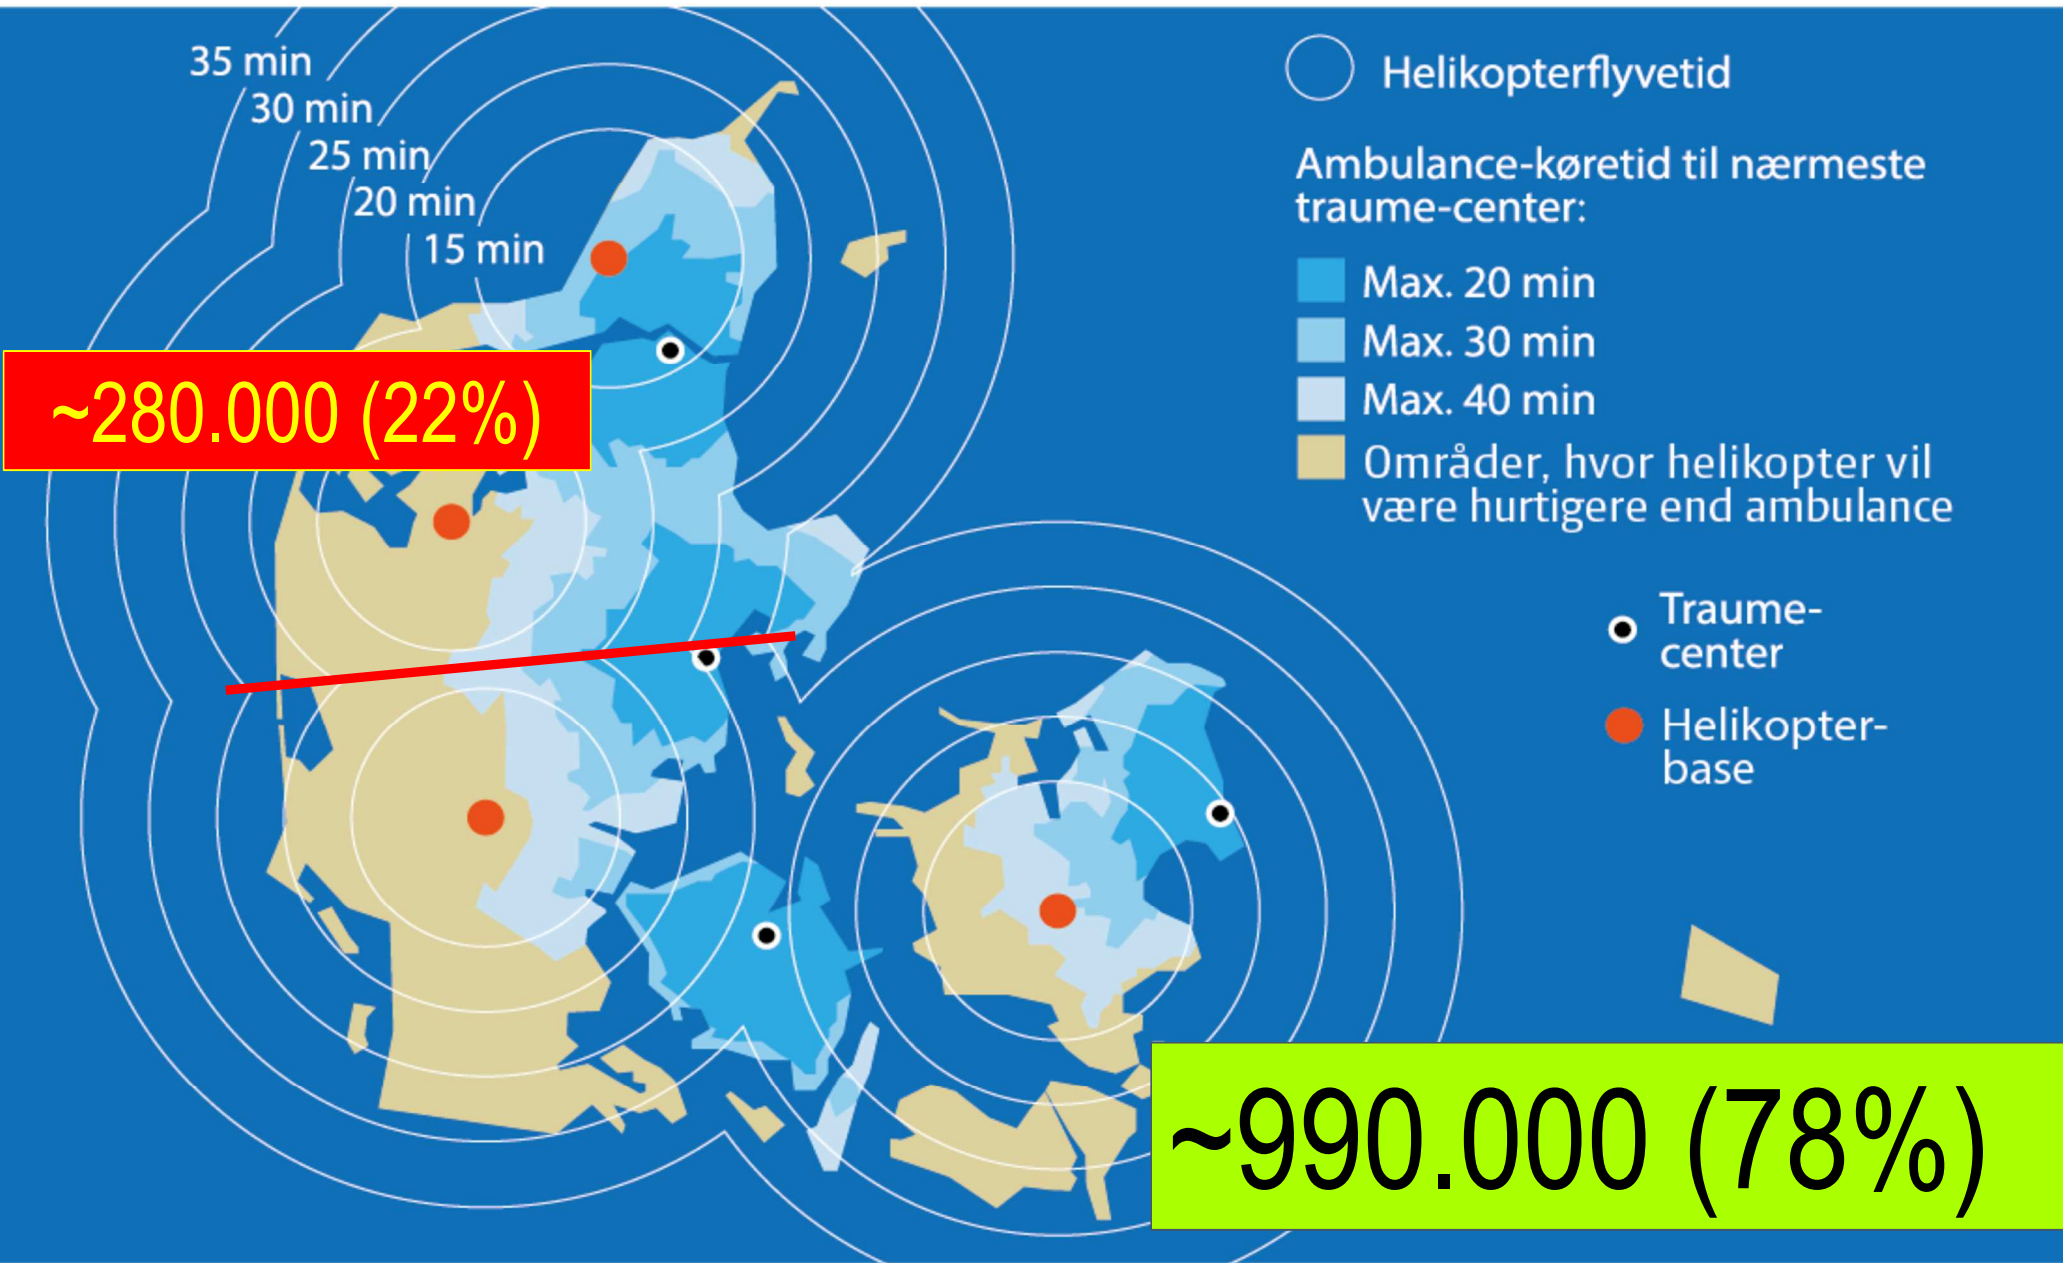 35 min
30 min
25 min
20 min
15 min
~280.000 (22%)
Helikopterflyvetid
Ambulance-køretid til nærmeste
traume-center:
Max. 20 min
Max. 30 min
Max. 40 min
Områder, hvor helikopter vil
være hurtigere end ambulance
Traume-
center
Helikopter-
base
~990.000 (78%)